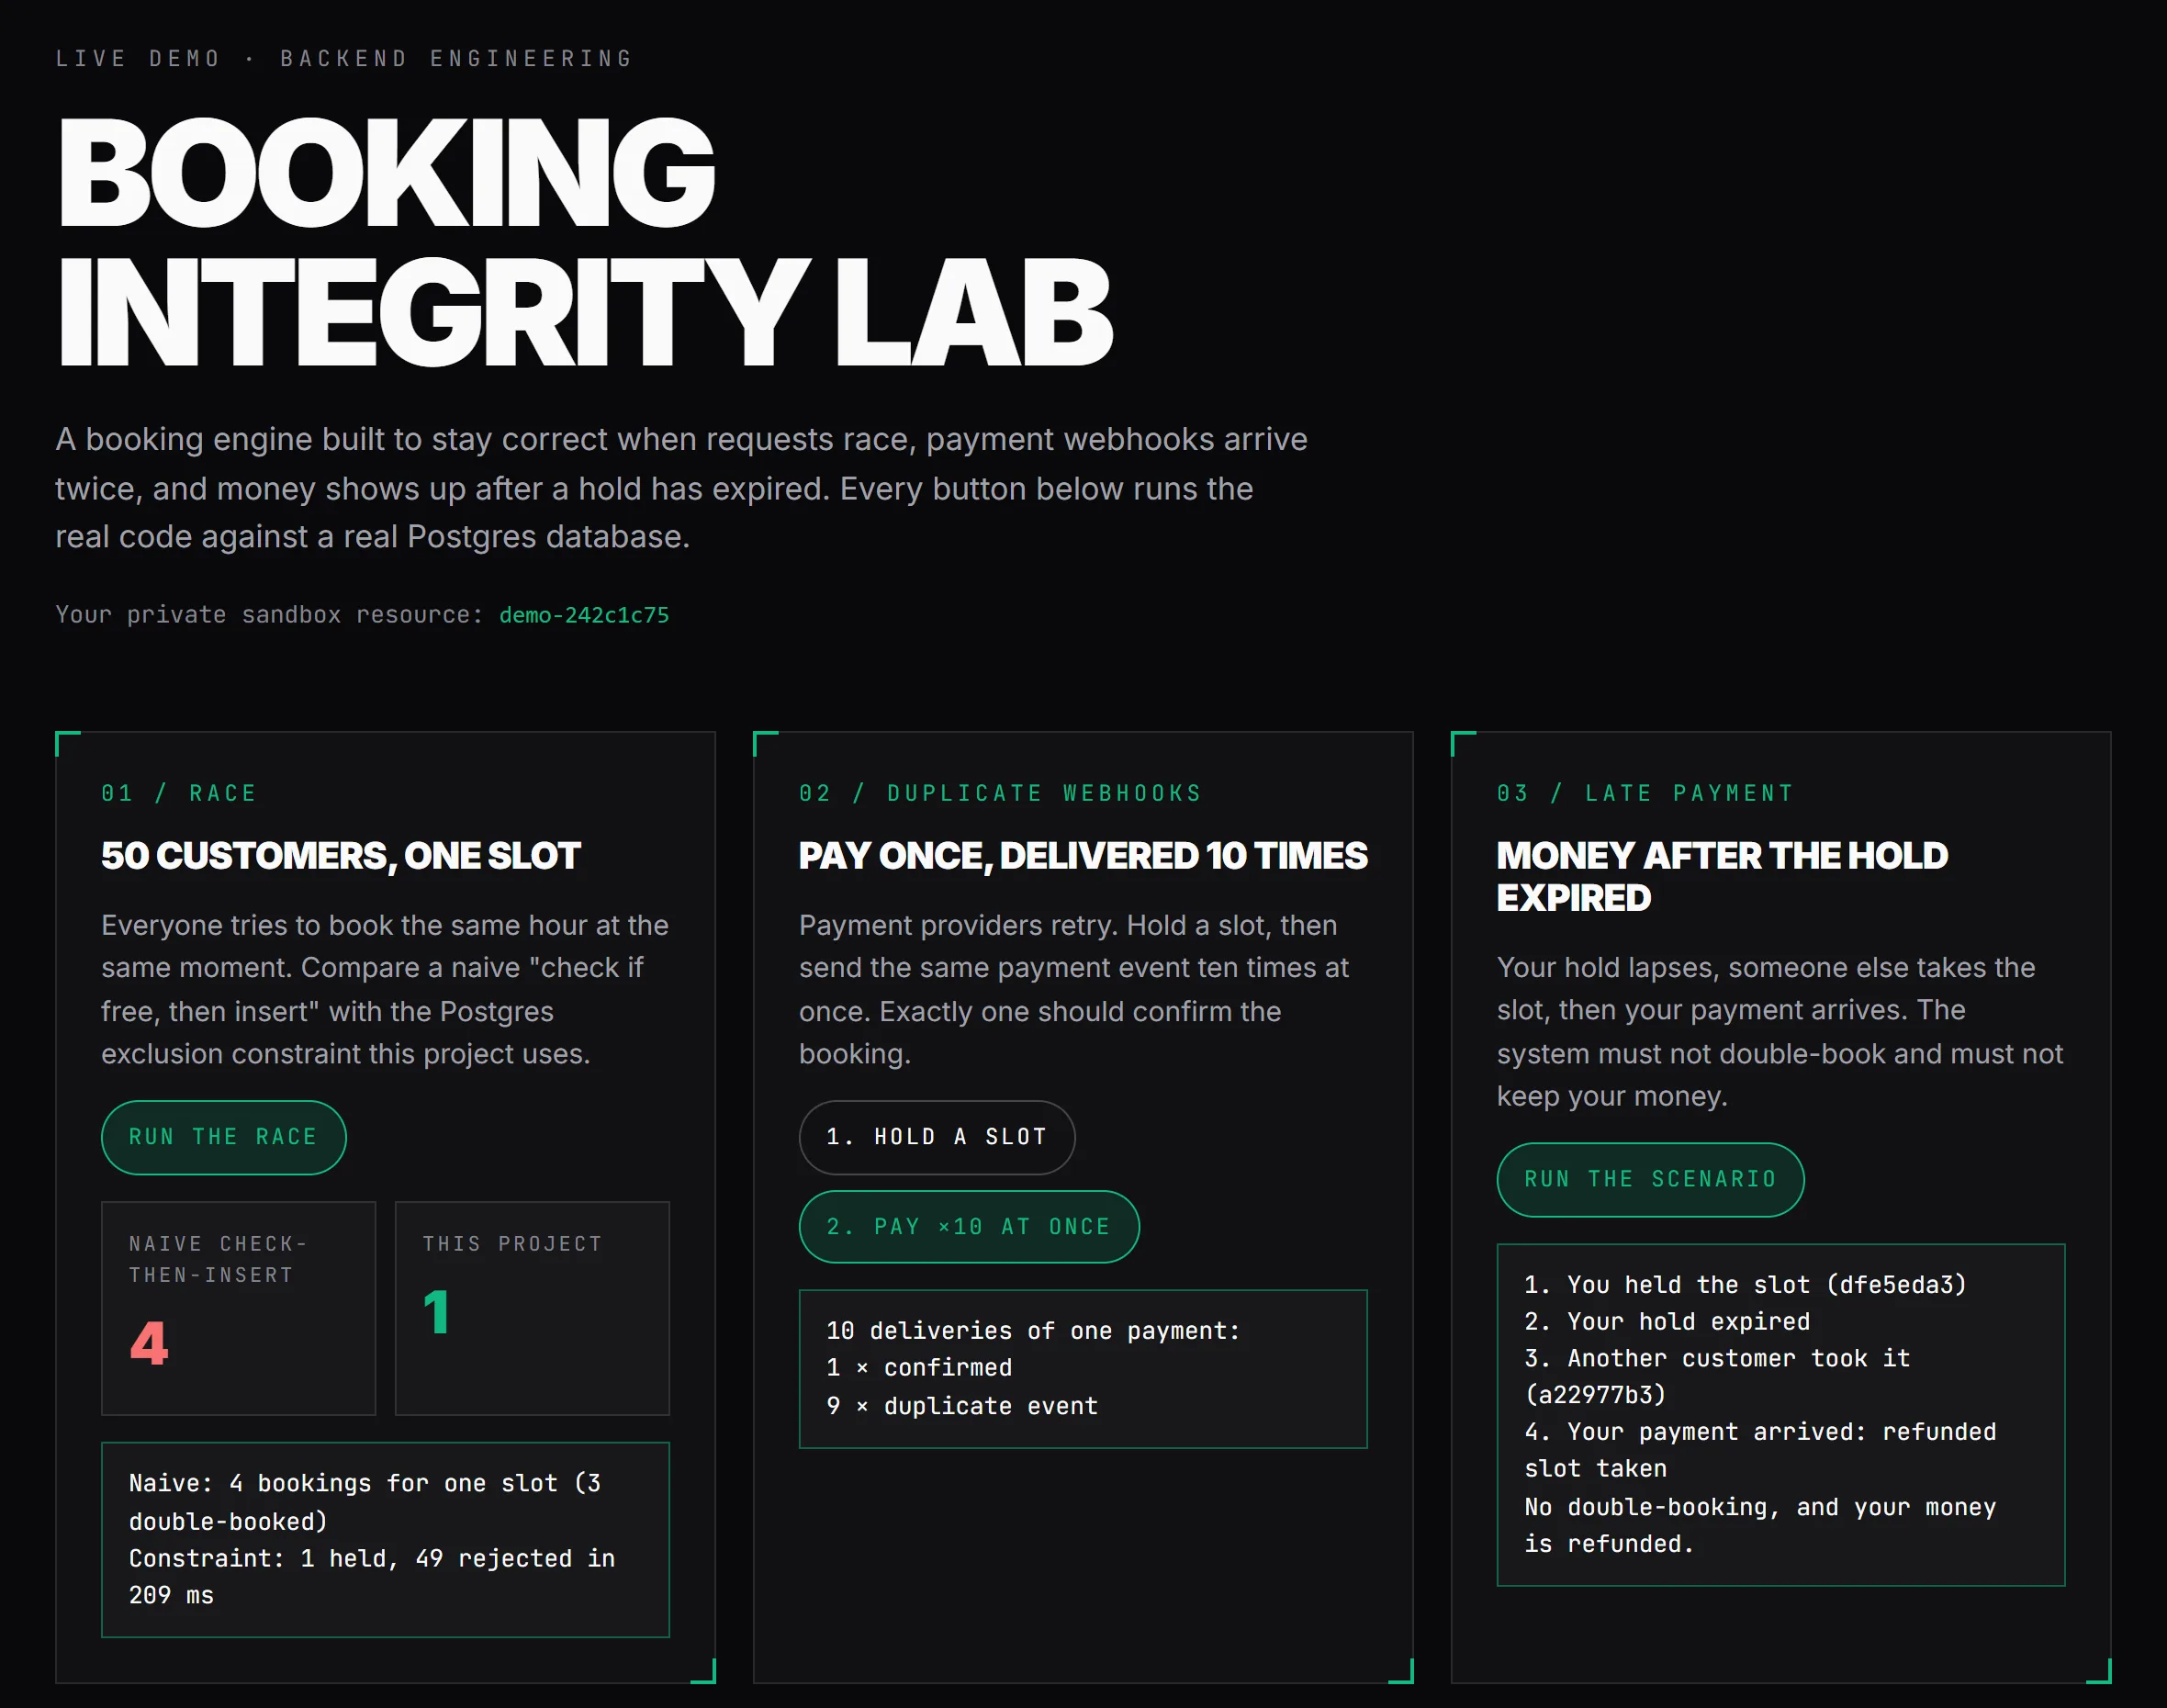 LIVE DEMO · BACKEND ENGINEERING
BOOKING
INTEGRITY LAB
A booking engine built to stay correct when requests race, payment webhooks arrive
twice, and money shows up after a hold has expired. Every button below runs the
real code against a real Postgres database.
Your private sandbox resource: demo-242c1c75
01 / RACE
50 CUSTOMERS, ONE SLOT
Everyone tries to book the same hour at the
same moment. Compare a naive "check if
free, then insert" with the Postgres
exclusion constraint this project uses.
RUN THE RACE
NAIVE CHECK-
THEN-INSERT
4
THIS PROJECT
1
Naive: 4 bookings for one slot (3
double-booked)
Constraint: 1 held, 49 rejected in
209 ms
02 / DUPLICATE WEBHOOKS
PAY ONCE, DELIVERED 10 TIMES
Payment providers retry. Hold a slot, then
send the same payment event ten times at
once. Exactly one should confirm the
booking.
1. HOLD A SLOT
2. PAY ×10 AT ONCE
10 deliveries of one payment:
1 × confirmed
9 × duplicate event
03 / LATE PAYMENT
MONEY AFTER THE HOLD
EXPIRED
Your hold lapses, someone else takes the
slot, then your payment arrives. The
system must not double-book and must not
keep your money.
RUN THE SCENARIO
1. You held the slot (dfe5eda3)
2. Your hold expired
3. Another customer took it
(a22977b3)
4. Your payment arrived: refunded
slot taken
No double-booking, and your money
is refunded.